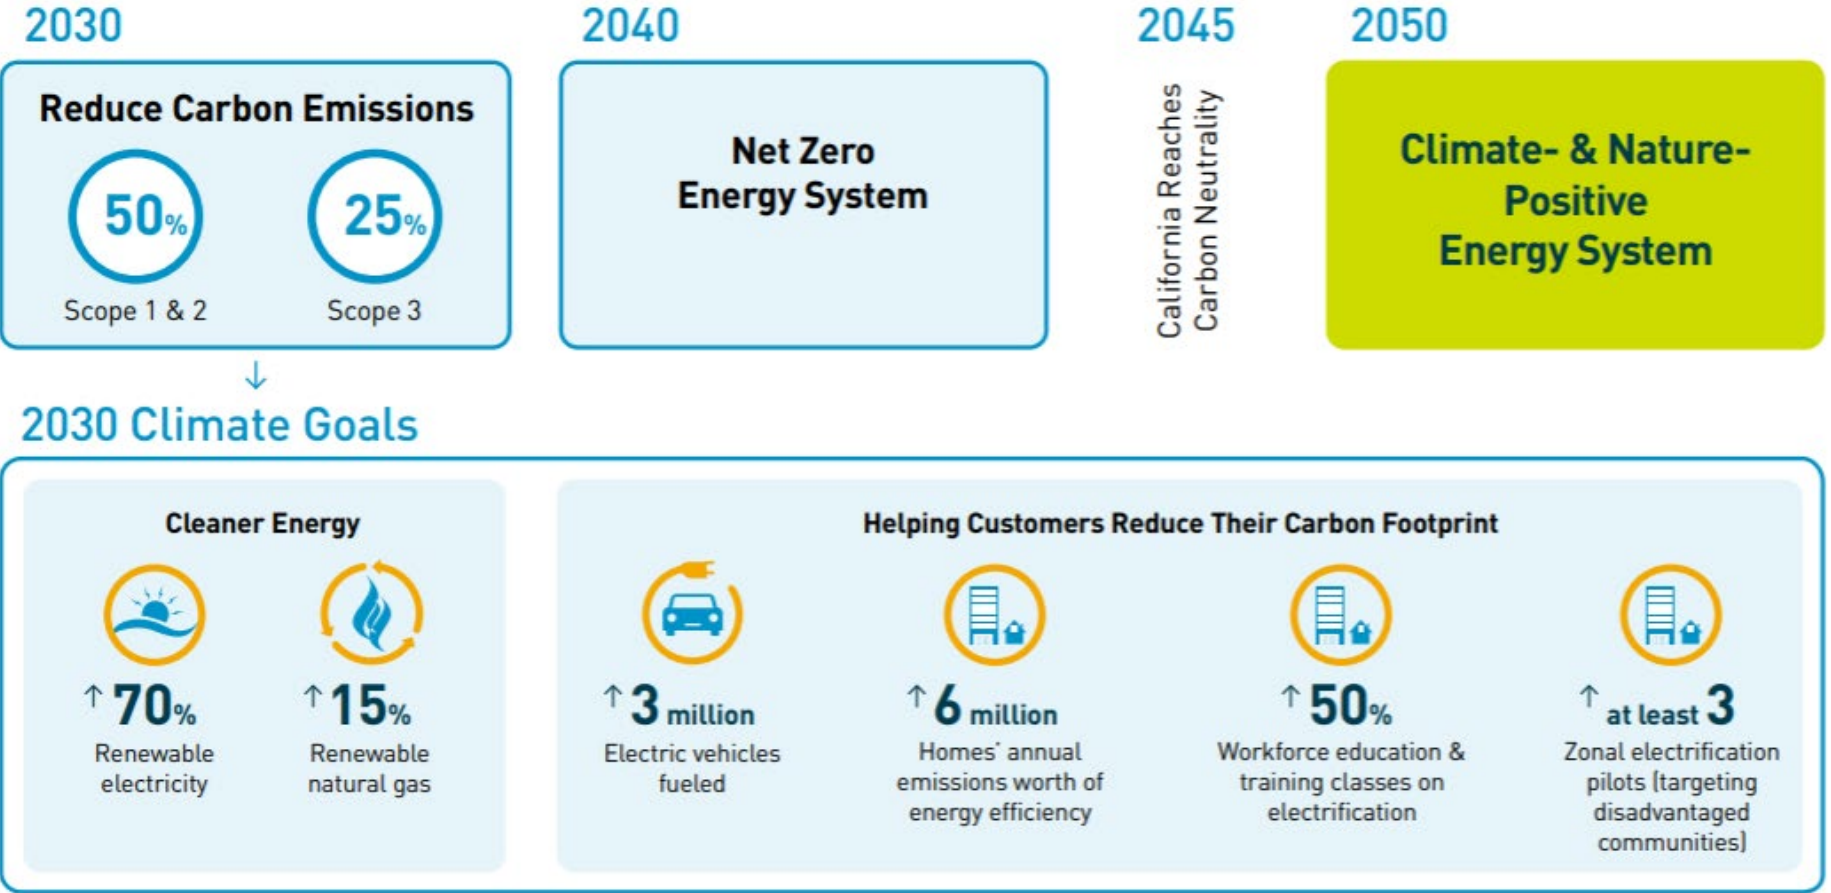 2030
Reduce Carbon Emissions
50%
Scope 1 & 2
25%
Scope 3
2040
Net Zero
Energy System
2045
California Reaches
Carbon Neutrality
2050
Climate- & Nature-
Positive
Energy System
↓
2030 Climate Goals
Cleaner Energy
↑ 70%
Renewable
electricity
↑ 15%
Renewable
natural gas
Helping Customers Reduce Their Carbon Footprint
↑ 3 million
Electric vehicles
fueled
↑ 6 million
Homes' annual
emissions worth of
energy efficiency
↑ 50%
Workforce education &
training classes on
electrification
↑ at least 3
Zonal electrification
pilots (targeting
disadvantaged
communities)